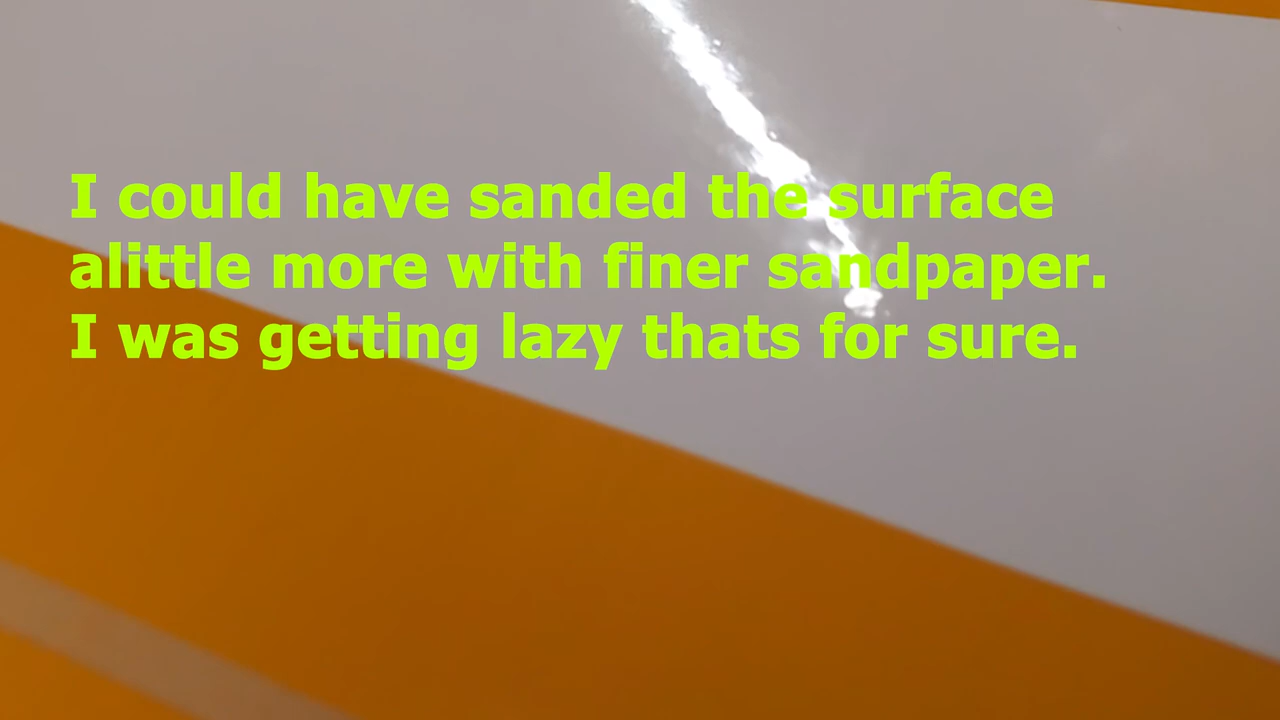 I could have sanded the surface
alittle more with finer sandpaper.
I was getting lazy thats for sure.